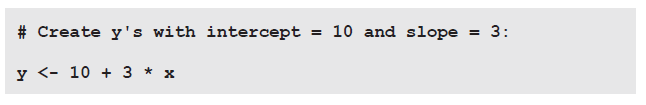 # Create y's with intercept = 10 and slope = 3:
y <- 10 + 3 * x